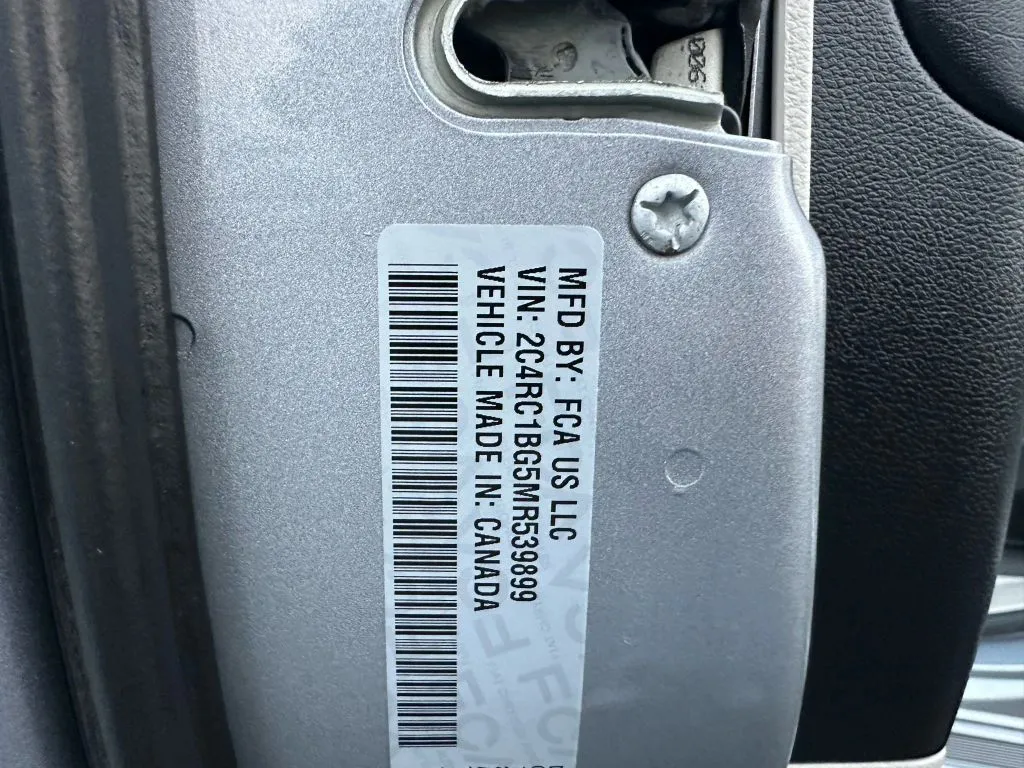 MFD BY: FCA US LLC
VIN: 2C4RC1BG5MR539899
VEHICLE MADE IN: CANADA